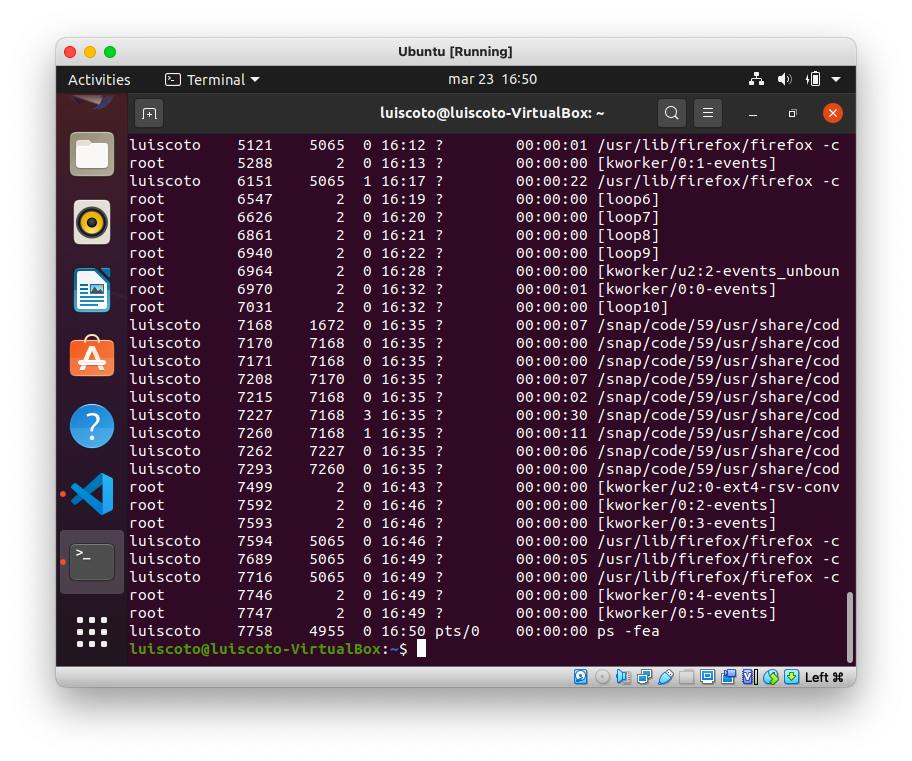 Ubuntu [Running]
Activities Terminal mar 23 16:50
luiscoto@luiscoto-VirtualBox: ~
luiscoto 5121 5065 0 16:12 ? 00:00:01 /usr/lib/firefox/firefox -c
root 5288 2 0 16:13 ? 00:00:00 [kworker/0:1-events]
luiscoto 6151 5065 1 16:17 ? 00:00:22 /usr/lib/firefox/firefox -c
root 6547 2 0 16:19 ? 00:00:00 [loop6]
root 6626 2 0 16:20 ? 00:00:00 [loop7]
root 6861 2 0 16:21 ? 00:00:00 [loop8]
root 6940 2 0 16:22 ? 00:00:00 [loop9]
root 6964 2 0 16:28 ? 00:00:00 [kworker/u2:2-events_unboun
root 6970 2 0 16:32 ? 00:00:01 [kworker/0:0-events]
root 7031 2 0 16:32 ? 00:00:00 [loop10]
luiscoto 7168 1672 0 16:35 ? 00:00:07 /snap/code/59/usr/share/cod
luiscoto 7170 7168 0 16:35 ? 00:00:00 /snap/code/59/usr/share/cod
luiscoto 7171 7168 0 16:35 ? 00:00:00 /snap/code/59/usr/share/cod
luiscoto 7208 7170 0 16:35 ? 00:00:07 /snap/code/59/usr/share/cod
luiscoto 7215 7168 0 16:35 ? 00:00:02 /snap/code/59/usr/share/cod
luiscoto 7227 7168 3 16:35 ? 00:00:30 /snap/code/59/usr/share/cod
luiscoto 7260 7168 1 16:35 ? 00:00:11 /snap/code/59/usr/share/cod
luiscoto 7262 7227 0 16:35 ? 00:00:06 /snap/code/59/usr/share/cod
luiscoto 7293 7260 0 16:35 ? 00:00:00 /snap/code/59/usr/share/cod
root 7499 2 0 16:43 ? 00:00:00 [kworker/u2:0-ext4-rsv-conv
root 7592 2 0 16:46 ? 00:00:00 [kworker/0:2-events]
root 7593 2 0 16:46 ? 00:00:00 [kworker/0:3-events]
luiscoto 7594 5065 0 16:46 ? 00:00:00 /usr/lib/firefox/firefox -c
luiscoto 7689 5065 6 16:49 ? 00:00:05 /usr/lib/firefox/firefox -c
luiscoto 7716 5065 0 16:49 ? 00:00:00 /usr/lib/firefox/firefox -c
root 7746 2 0 16:49 ? 00:00:00 [kworker/0:4-events]
root 7747 2 0 16:49 ? 00:00:00 [kworker/0:5-events]
luiscoto 7758 4955 0 16:50 pts/0 00:00:00 ps -fea
luiscoto@luiscoto-VirtualBox:~$
Left ⌘